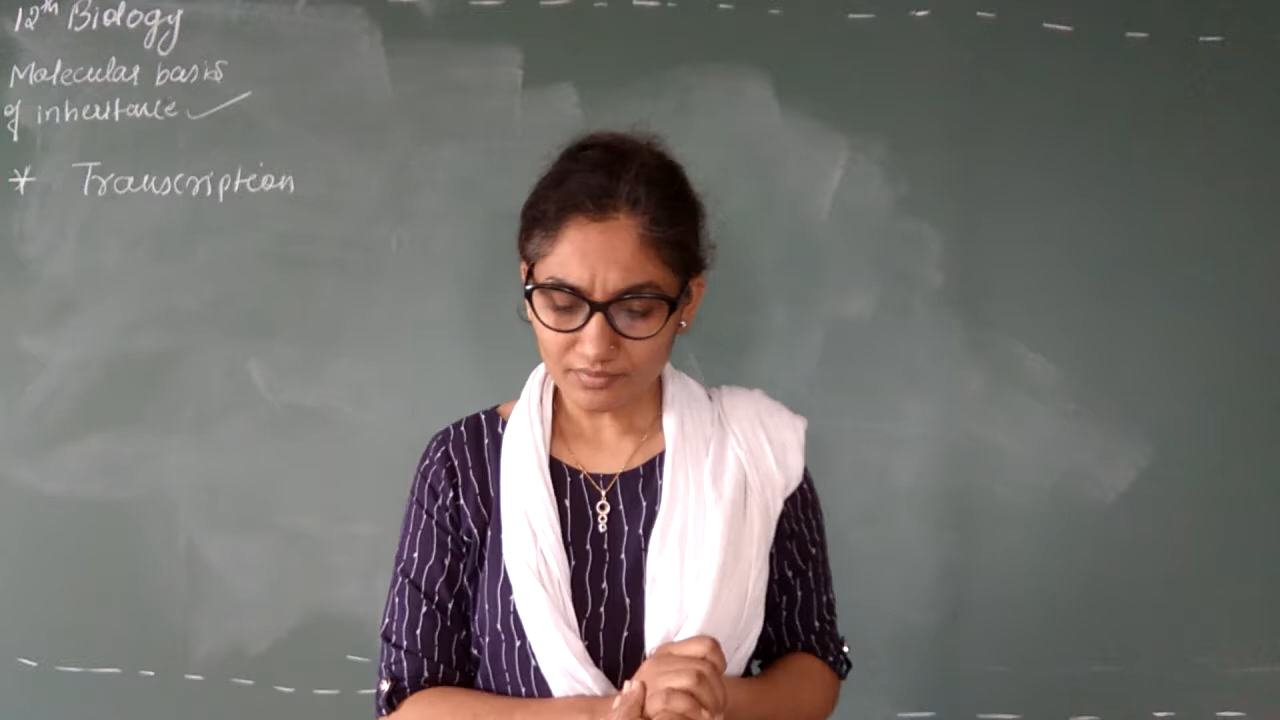 12th Biology
Molecular basis
of inheritance ✓
* Transcription